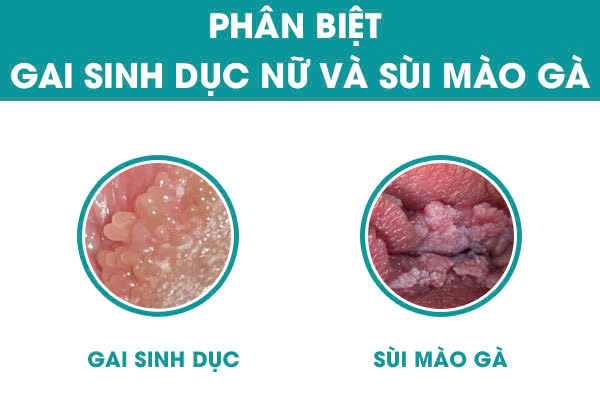 PHÂN BIỆT
GAI SINH DỤC NỮ VÀ SÙI MÀO GÀ
GAI SINH DỤC
SÙI MÀO GÀ